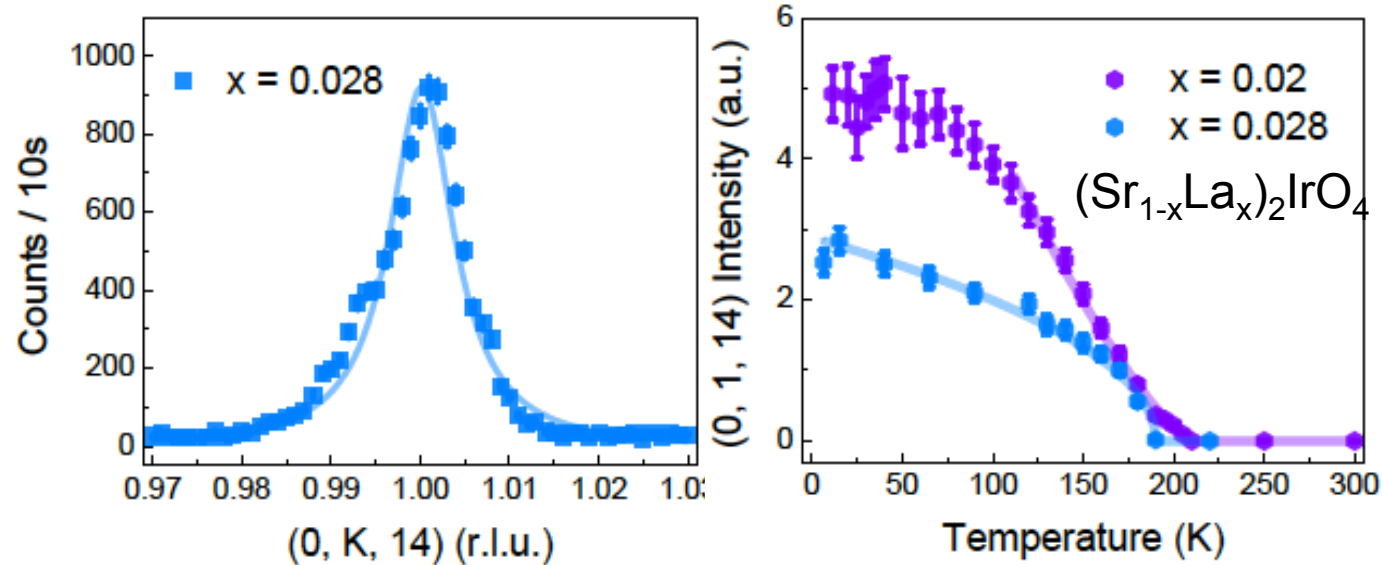 1000
800
600
400
200
0
Counts / 10s
x = 0.028
0.97 0.98 0.99 1.00 1.01 1.02 1.03
(0, K, 14) (r.l.u.)
6
4
2
0
(0, 1, 14) Intensity (a.u.)
x = 0.02
x = 0.028
(Sr₁₋ₓLaₓ)₂IrO₄
0 50 100 150 200 250 300
Temperature (K)